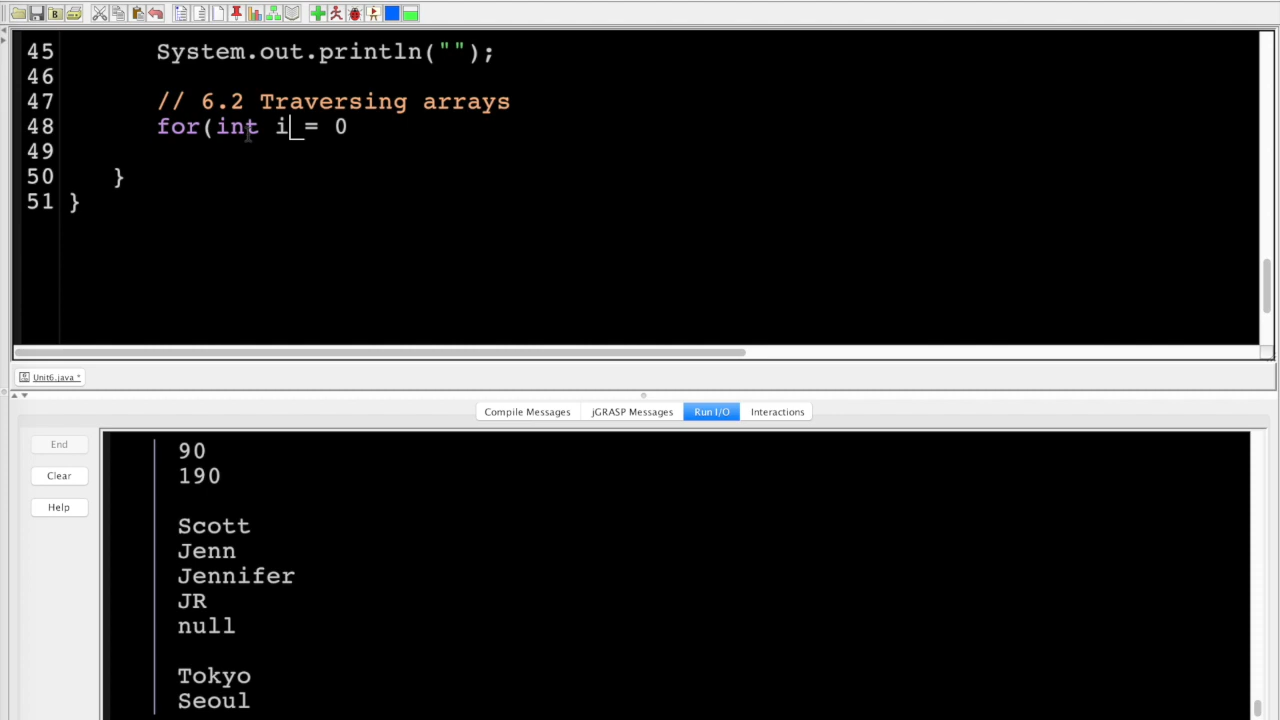 45 System.out.println("");
46
47 // 6.2 Traversing arrays
48 for(int i_= 0
49
50 }
51 }
Unit6.java *
Compile Messages jGRASP Messages Run I/O Interactions
End
Clear
Help
90
190
Scott
Jenn
Jennifer
JR
null
Tokyo
Seoul